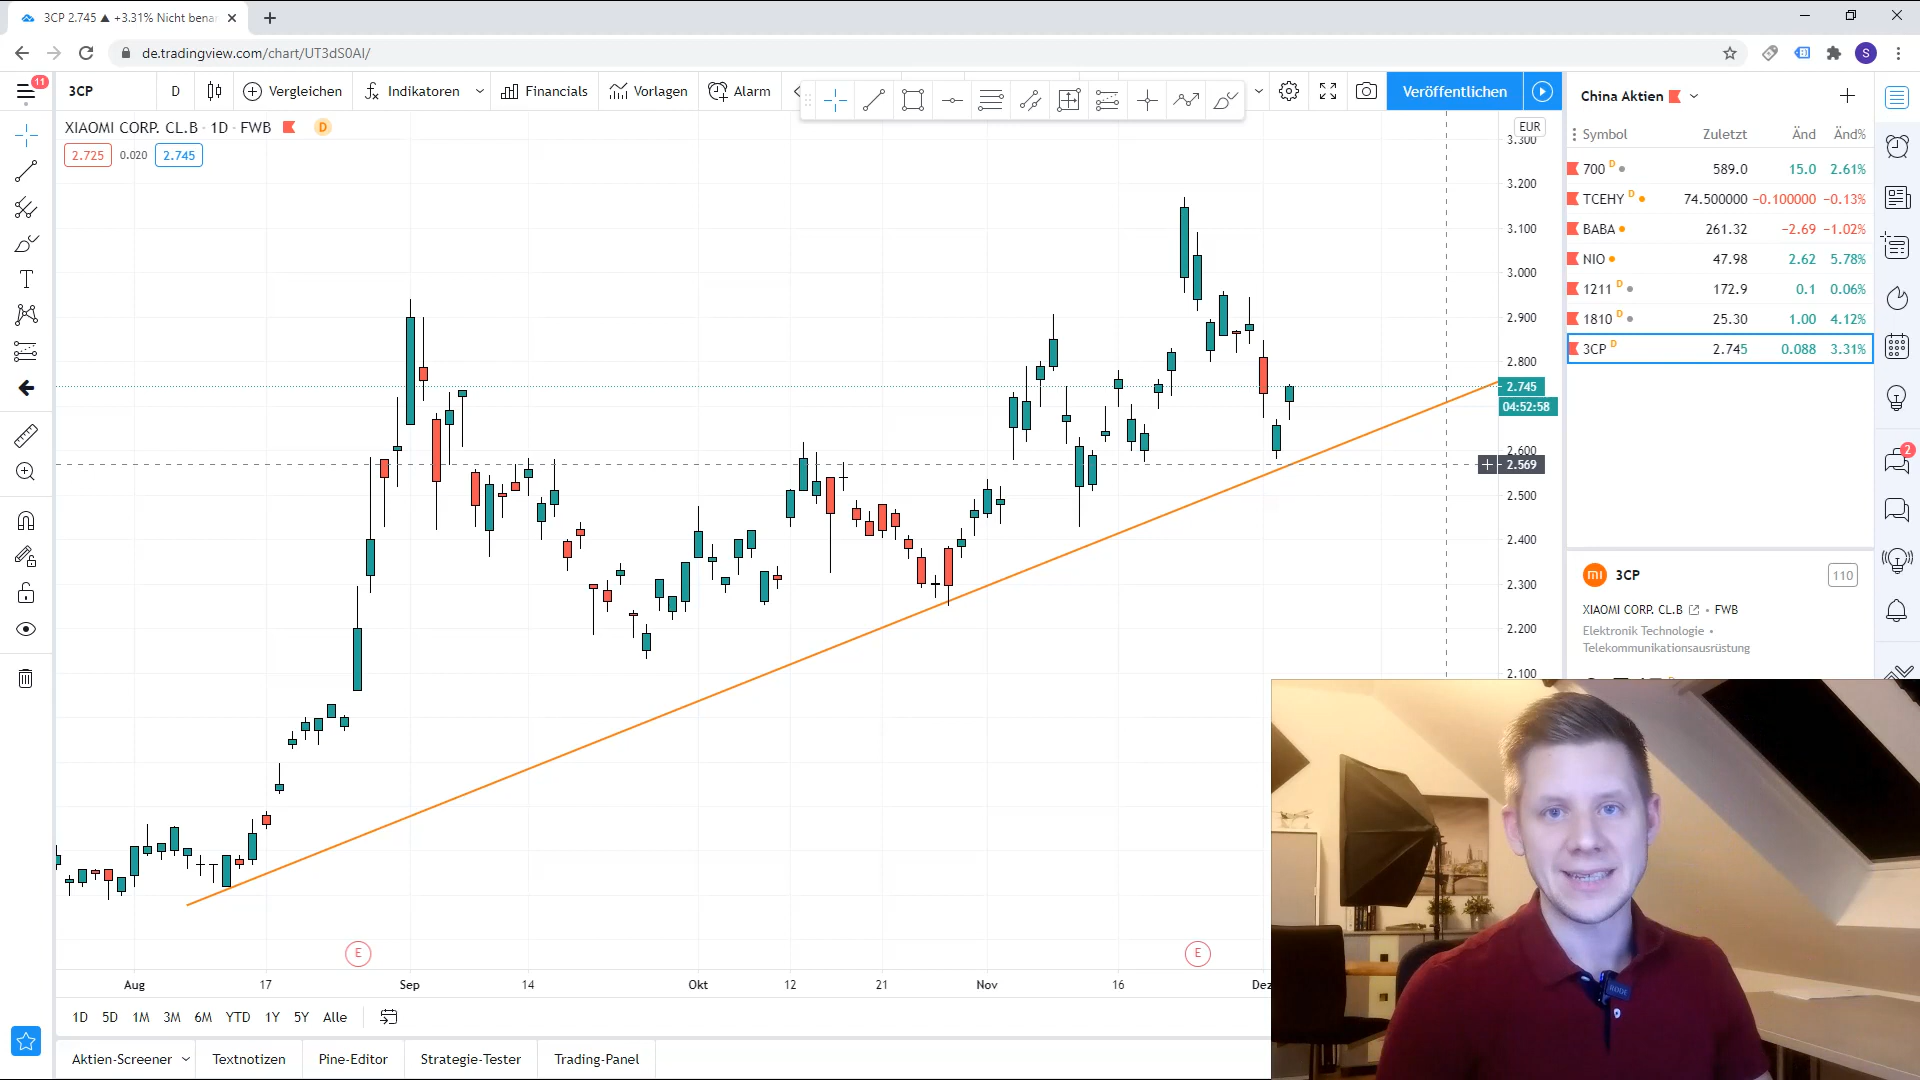 3CP 2.745 ▲ +3.31% Nicht bena
de.tradingview.com/chart/UT3dS0Al/
S
11
3CP D Vergleichen Indikatoren Financials Vorlagen Alarm Veröffentlichen
China Aktien
XIAOMI CORP. CL.B · 1D · FWB D
2.725 0.020 2.745
EUR
Symbol Zuletzt Änd Änd%
700 D 589.0 15.0 2.61%
TCEHY D 74.500000 −0.100000 −0.13%
BABA 261.32 −2.69 −1.02%
NIO 47.98 2.62 5.78%
1211 D 172.9 0.1 0.06%
1810 D 25.30 1.00 4.12%
3CP D 2.745 0.088 3.31%
3.300
3.200
3.100
3.000
2.900
2.800
2.745
04:52:58
2.600
2.569
2.500
2.400
2.300
2.200
2.100
2
mi 3CP 110
XIAOMI CORP. CL.B • FWB
Elektronik Technologie •
Telekommunikationsausrüstung
RODE
E E
Aug 17 Sep 14 Okt 12 21 Nov 16 Dez
1D 5D 1M 3M 6M YTD 1Y 5Y Alle
Aktien-Screener Textnotizen Pine-Editor Strategie-Tester Trading-Panel